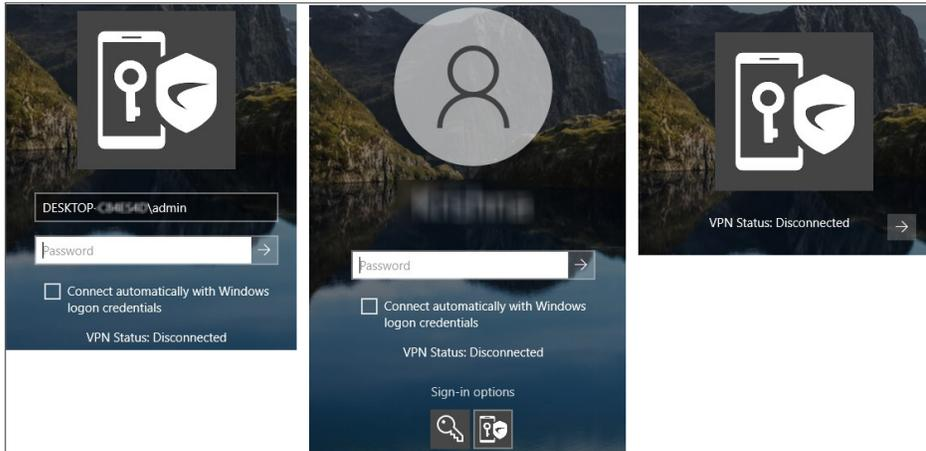 DESKTOP-\admin
Password
Connect automatically with Windows
logon credentials
VPN Status: Disconnected
Password
Connect automatically with Windows
logon credentials
VPN Status: Disconnected
Sign-in options
VPN Status: Disconnected